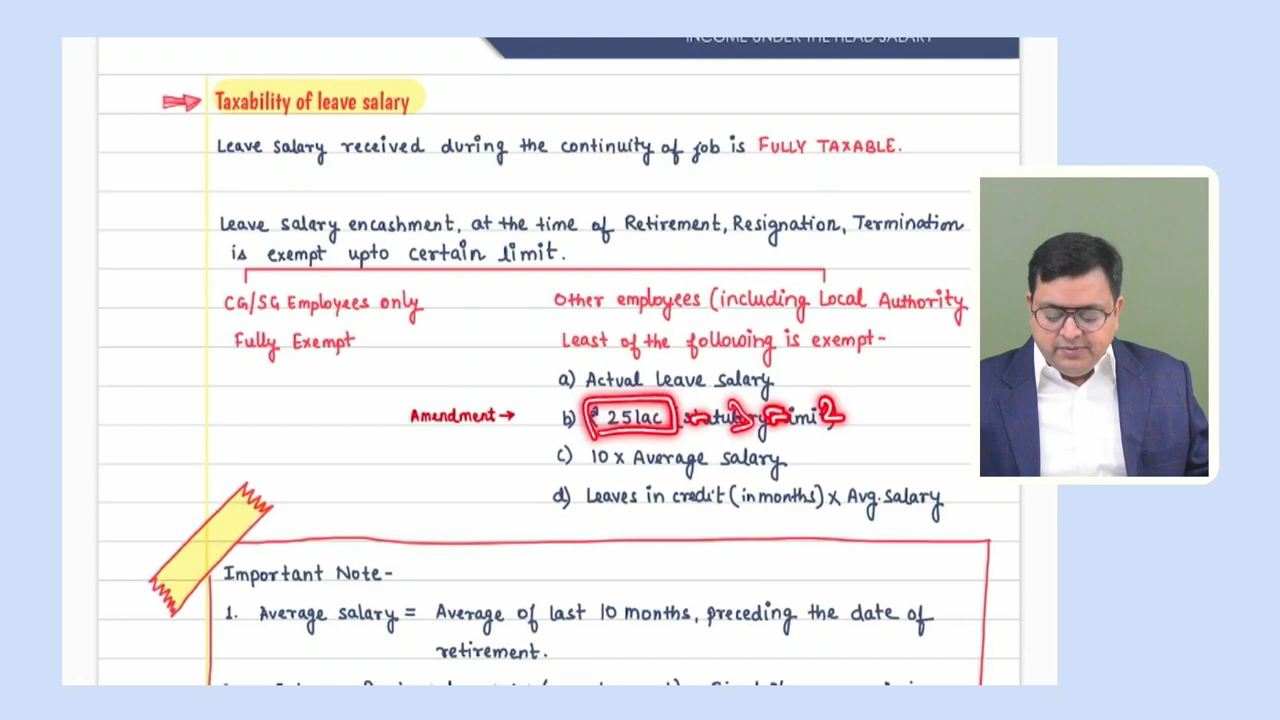 INCOME UNDER THE HEAD SALARY
Taxability of leave salary
Leave salary received during the continuity of job is FULLY TAXABLE.
Leave salary encashment, at the time of Retirement, Resignation, Termination
is exempt upto certain limit.
CG/SG Employees only
Fully Exempt
Other employees (including Local Authority
Least of the following is exempt-
a) Actual leave salary
Amendment → b) ₹ 25 lac statutory limit, 2
c) 10 x Average salary
d) Leaves in credit (in months) x Avg. salary
Important Note-
1. Average salary = Average of last 10 months, preceding the date of
retirement.